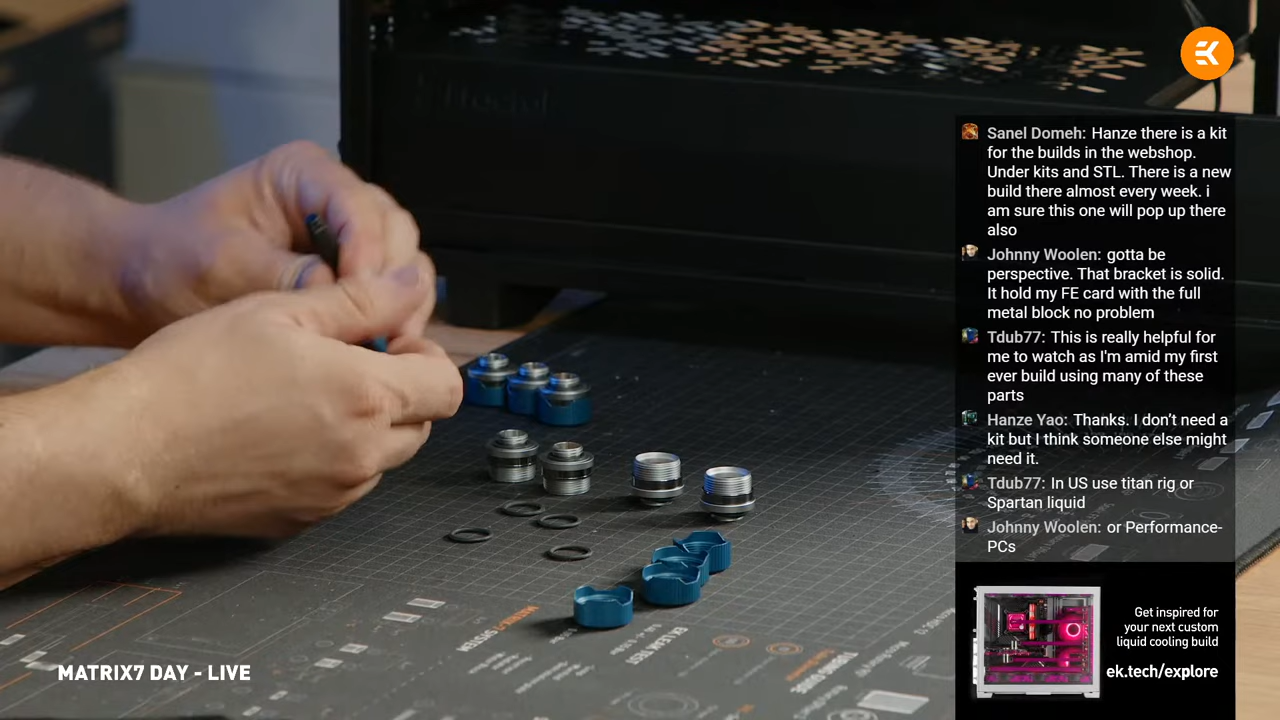 Sanel Domeh: Hanze there is a kit
for the builds in the webshop.
Under kits and STL. There is a new
build there almost every week. i
am sure this one will pop up there
also
Johnny Woolen: gotta be
perspective. That bracket is solid.
It hold my FE card with the full
metal block no problem
Tdub77: This is really helpful for
me to watch as I'm amid my first
ever build using many of these
parts
Hanze Yao: Thanks. I don't need a
kit but I think someone else might
need it.
Tdub77: In US use titan rig or
Spartan liquid
Johnny Woolen: or Performance-
PCs
Get inspired for
your next custom
liquid cooling build
ek.tech/explore
MATRIX7 DAY - LIVE
MATRIX7 SYSTEM
EK LEAK TEST